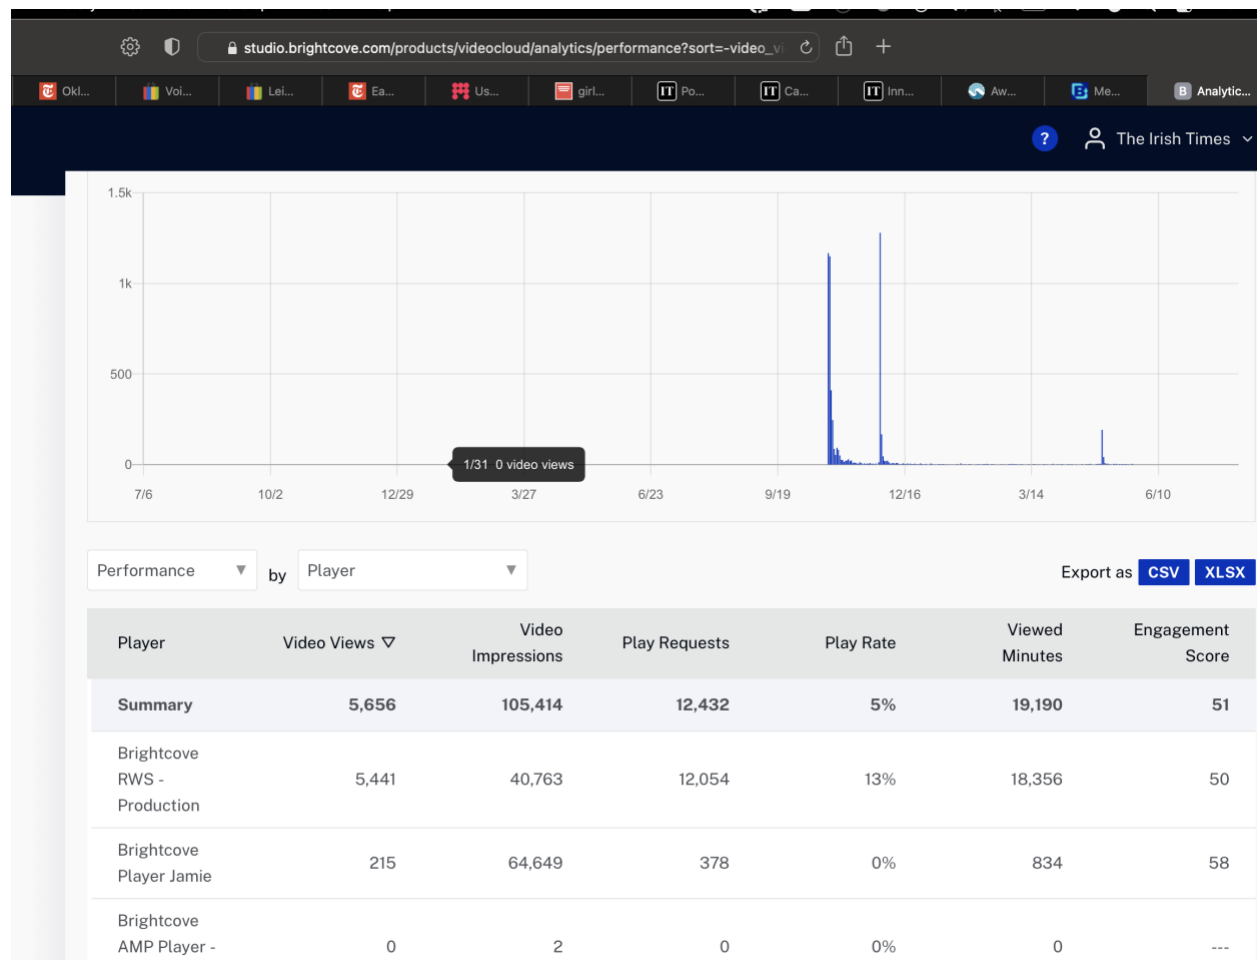 studio.brightcove.com/products/videocloud/analytics/performance?sort=-video_vi
Okl... Voi... Lei... Ea... Us... girl... IT Po... IT Ca... IT Inn... Aw... Me... B Analytic...
? The Irish Times
1.5k
1k
500
0
1/31 0 video views
7/6 10/2 12/29 3/27 6/23 9/19 12/16 3/14 6/10
Performance by Player Export as CSV XLSX
Player Video Views Video Impressions Play Requests Play Rate Viewed Minutes Engagement Score
Summary 5,656 105,414 12,432 5% 19,190 51
Brightcove
RWS - 5,441 40,763 12,054 13% 18,356 50
Production
Brightcove
Player Jamie 215 64,649 378 0% 834 58
Brightcove
AMP Player - 0 2 0 0% 0 ---